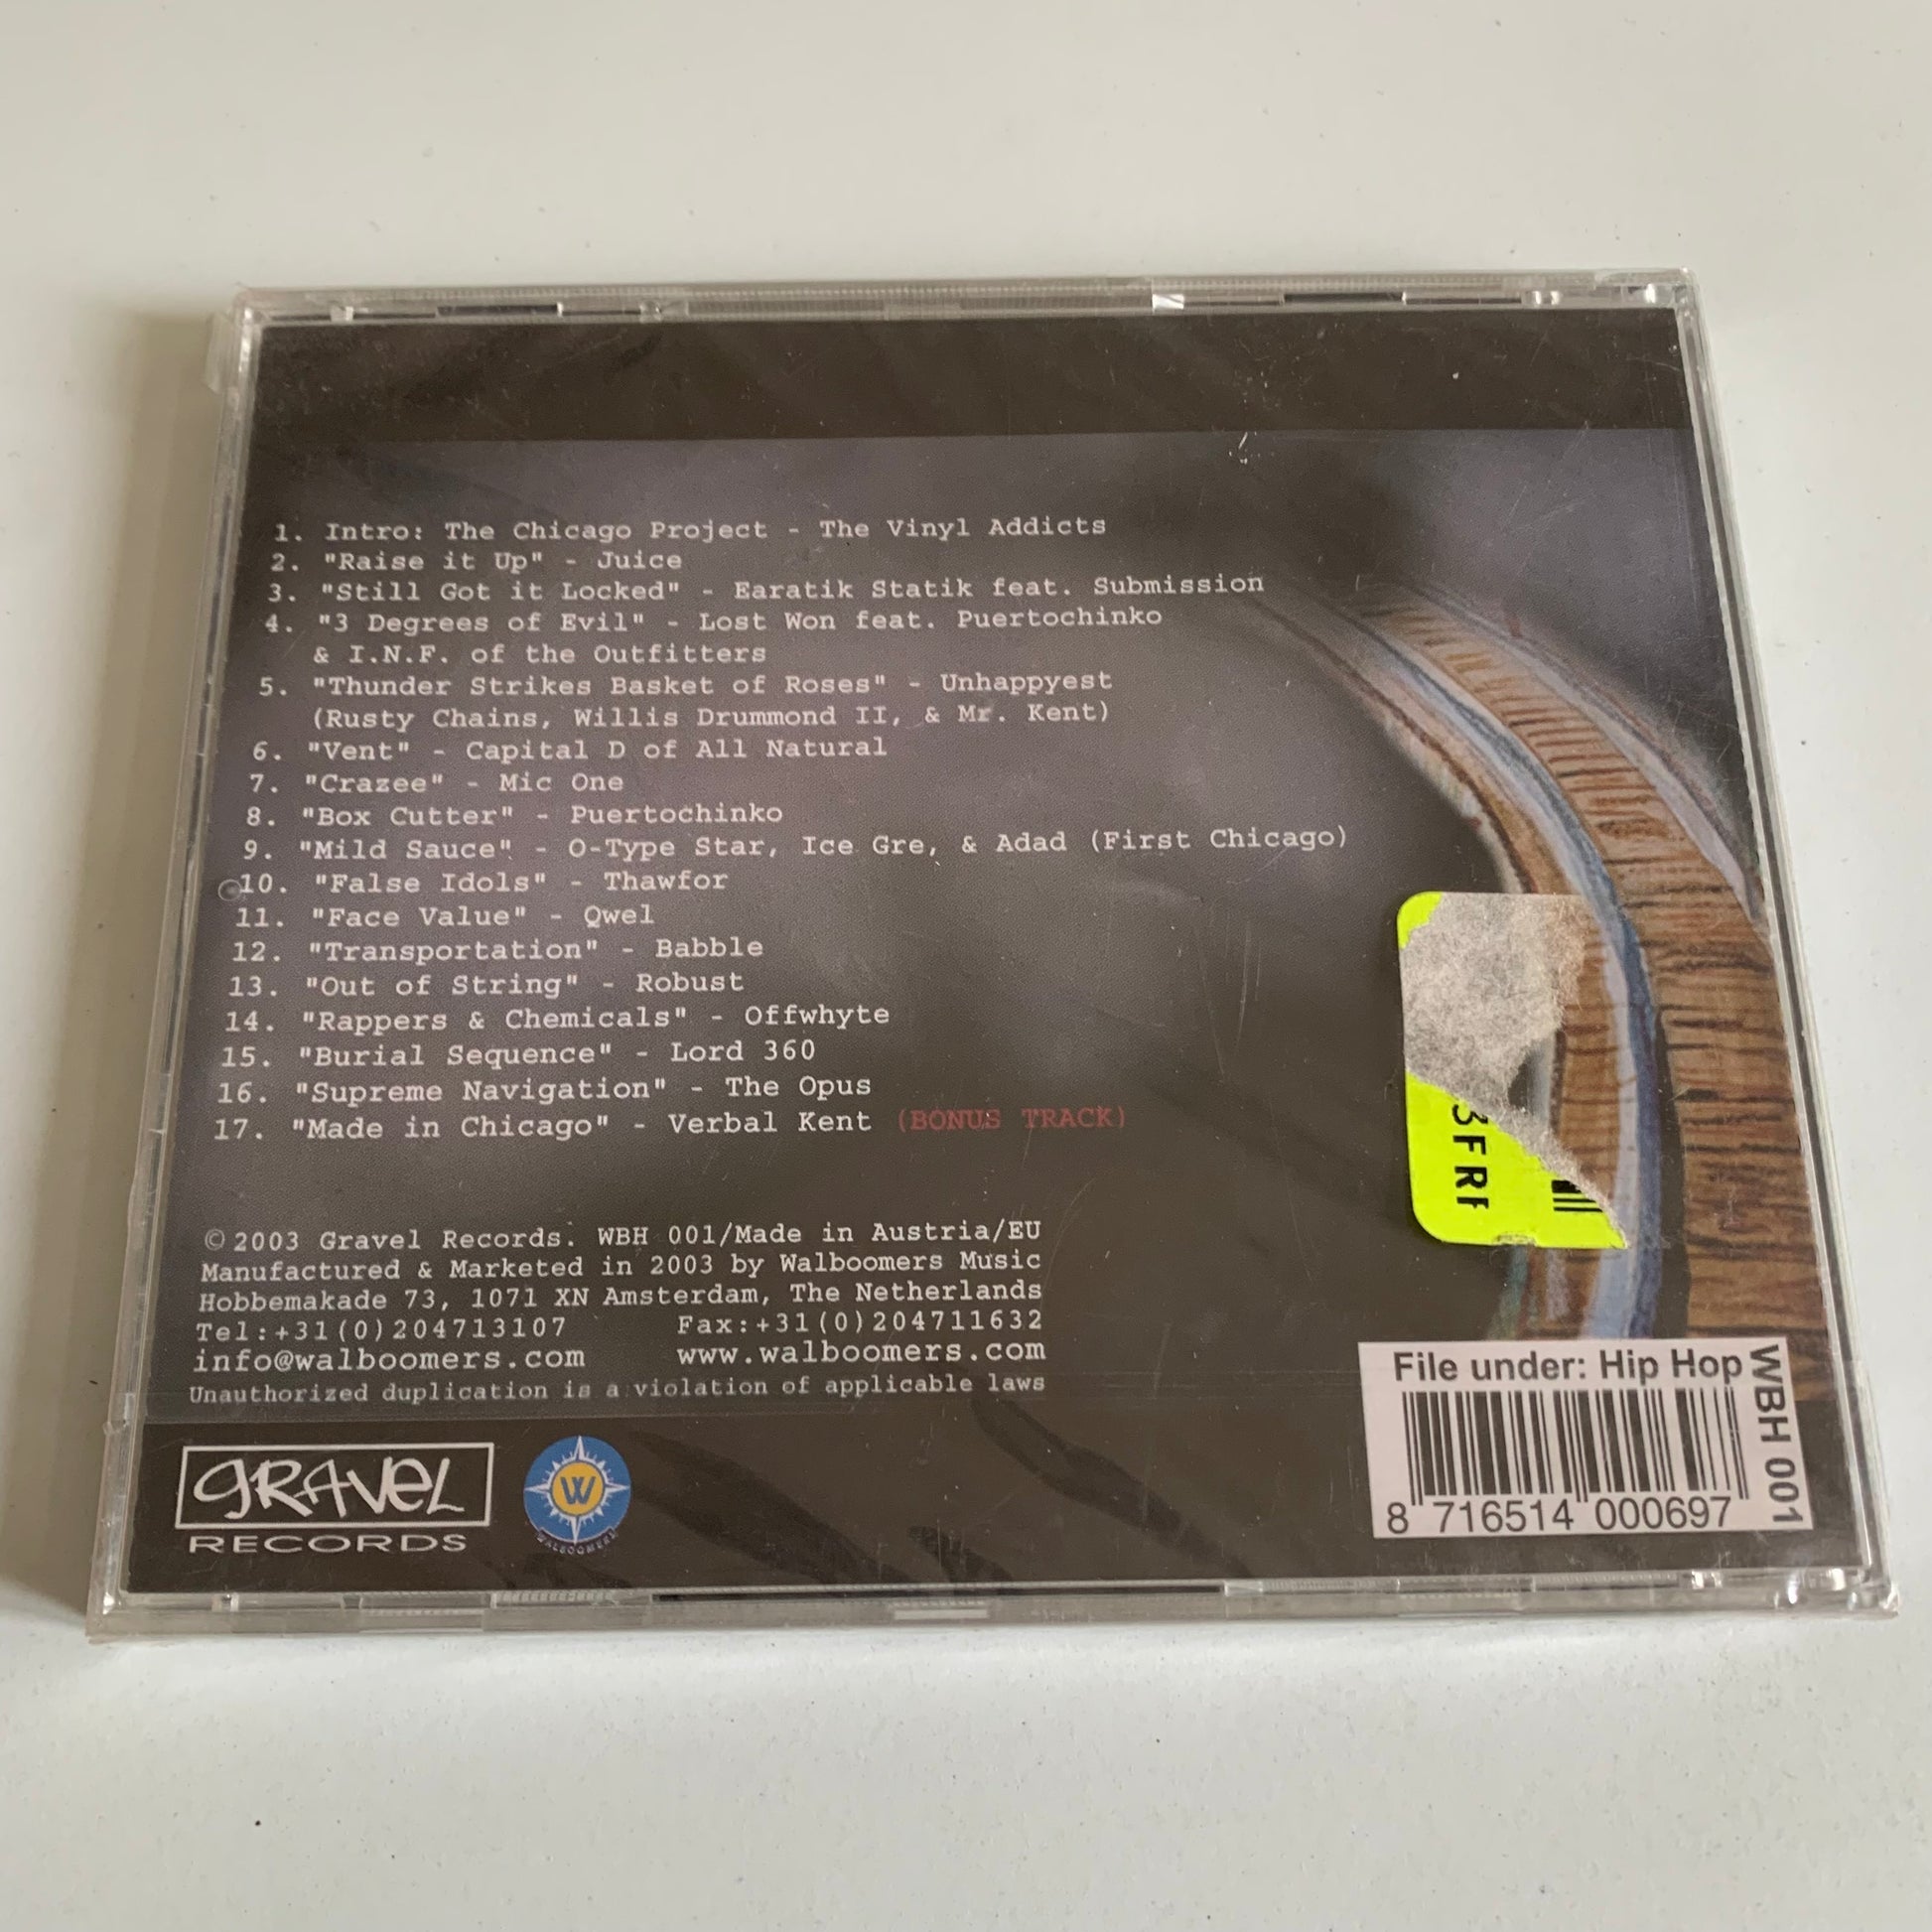 1. Intro: The Chicago Project - The Vinyl Addicts
2. "Raise it Up" - Juice
3. "Still Got it Locked" - Earatik Statik feat. Submission
4. "3 Degrees of Evil" - Lost Won feat. Puertochinko
& I.N.F. of the Outfitters
5. "Thunder Strikes Basket of Roses" - Unhappyest
(Rusty Chains, Willis Drummond II, & Mr. Kent)
6. "Vent" - Capital D of All Natural
7. "Crazee" - Mic One
8. "Box Cutter" - Puertochinko
9. "Mild Sauce" - O-Type Star, Ice Gre, & Adad (First Chicago)
10. "False Idols" - Thawfor
11. "Face Value" - Qwel
12. "Transportation" - Babble
13. "Out of String" - Robust
14. "Rappers & Chemicals" - Offwhyte
15. "Burial Sequence" - Lord 360
16. "Supreme Navigation" - The Opus
17. "Made in Chicago" - Verbal Kent (BONUS TRACK)
3FR
© 2003 Gravel Records. WBH 001/Made in Austria/EU
Manufactured & Marketed in 2003 by Walboomers Music
Hobbemakade 73, 1071 XN Amsterdam, The Netherlands
Tel:+31(0)204713107 Fax:+31(0)204711632
info@walboomers.com www.walboomers.com
Unauthorized duplication is a violation of applicable laws
File under: Hip Hop
WBH 001
8 716514 000697
GRAVEL
RECORDS
W
WALBOOMERS